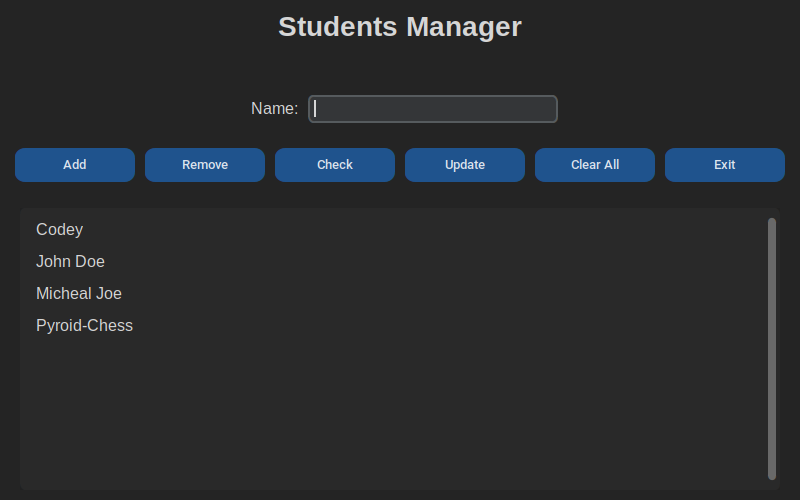 Students Manager
Name:
Add Remove Check Update Clear All Exit
Codey
John Doe
Micheal Joe
Pyroid-Chess